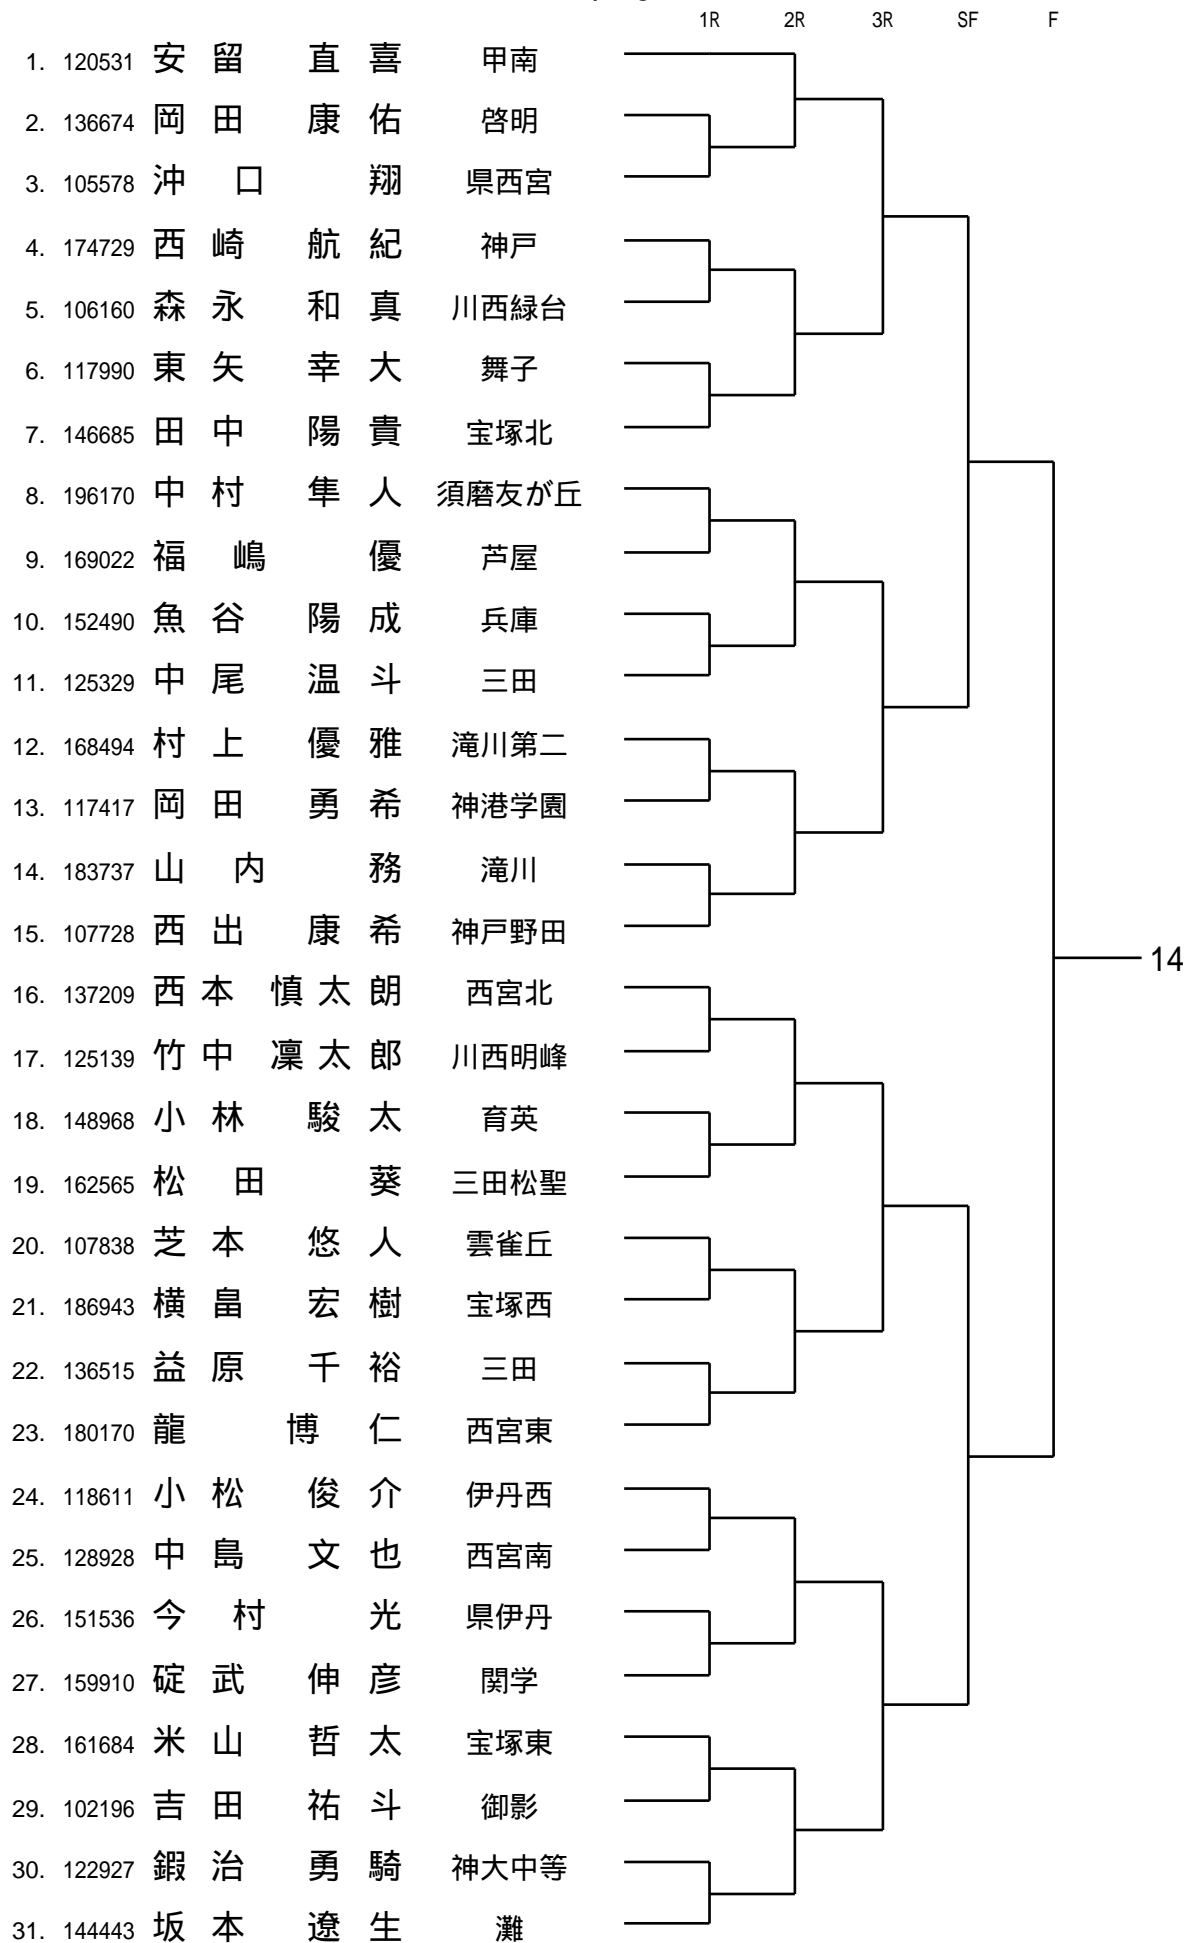 1R 2R 3R SF F
1. 120531 安留 直喜 甲南
2. 136674 岡田 康佑 啓明
3. 105578 沖口 翔 県西宮
4. 174729 西崎 航紀 神戸
5. 106160 森永 和真 川西緑台
6. 117990 東矢 幸大 舞子
7. 146685 田中 陽貴 宝塚北
8. 196170 中村 隼人 須磨友が丘
9. 169022 福嶋 優 芦屋
10. 152490 魚谷 陽成 兵庫
11. 125329 中尾 温斗 三田
12. 168494 村上 優雅 滝川第二
13. 117417 岡田 勇希 神港学園
14. 183737 山内 務 滝川
15. 107728 西出 康希 神戸野田
14
16. 137209 西本 慎太朗 西宮北
17. 125139 竹中 凜太郎 川西明峰
18. 148968 小林 駿太 育英
19. 162565 松田 葵 三田松聖
20. 107838 芝本 悠人 雲雀丘
21. 186943 横畠 宏樹 宝塚西
22. 136515 益原 千裕 三田
23. 180170 龍 博仁 西宮東
24. 118611 小松 俊介 伊丹西
25. 128928 中島 文也 西宮南
26. 151536 今村 光 県伊丹
27. 159910 碇武 伸彦 関学
28. 161684 米山 哲太 宝塚東
29. 102196 吉田 祐斗 御影
30. 122927 鍜治 勇騎 神大中等
31. 144443 坂本 遼生 灘